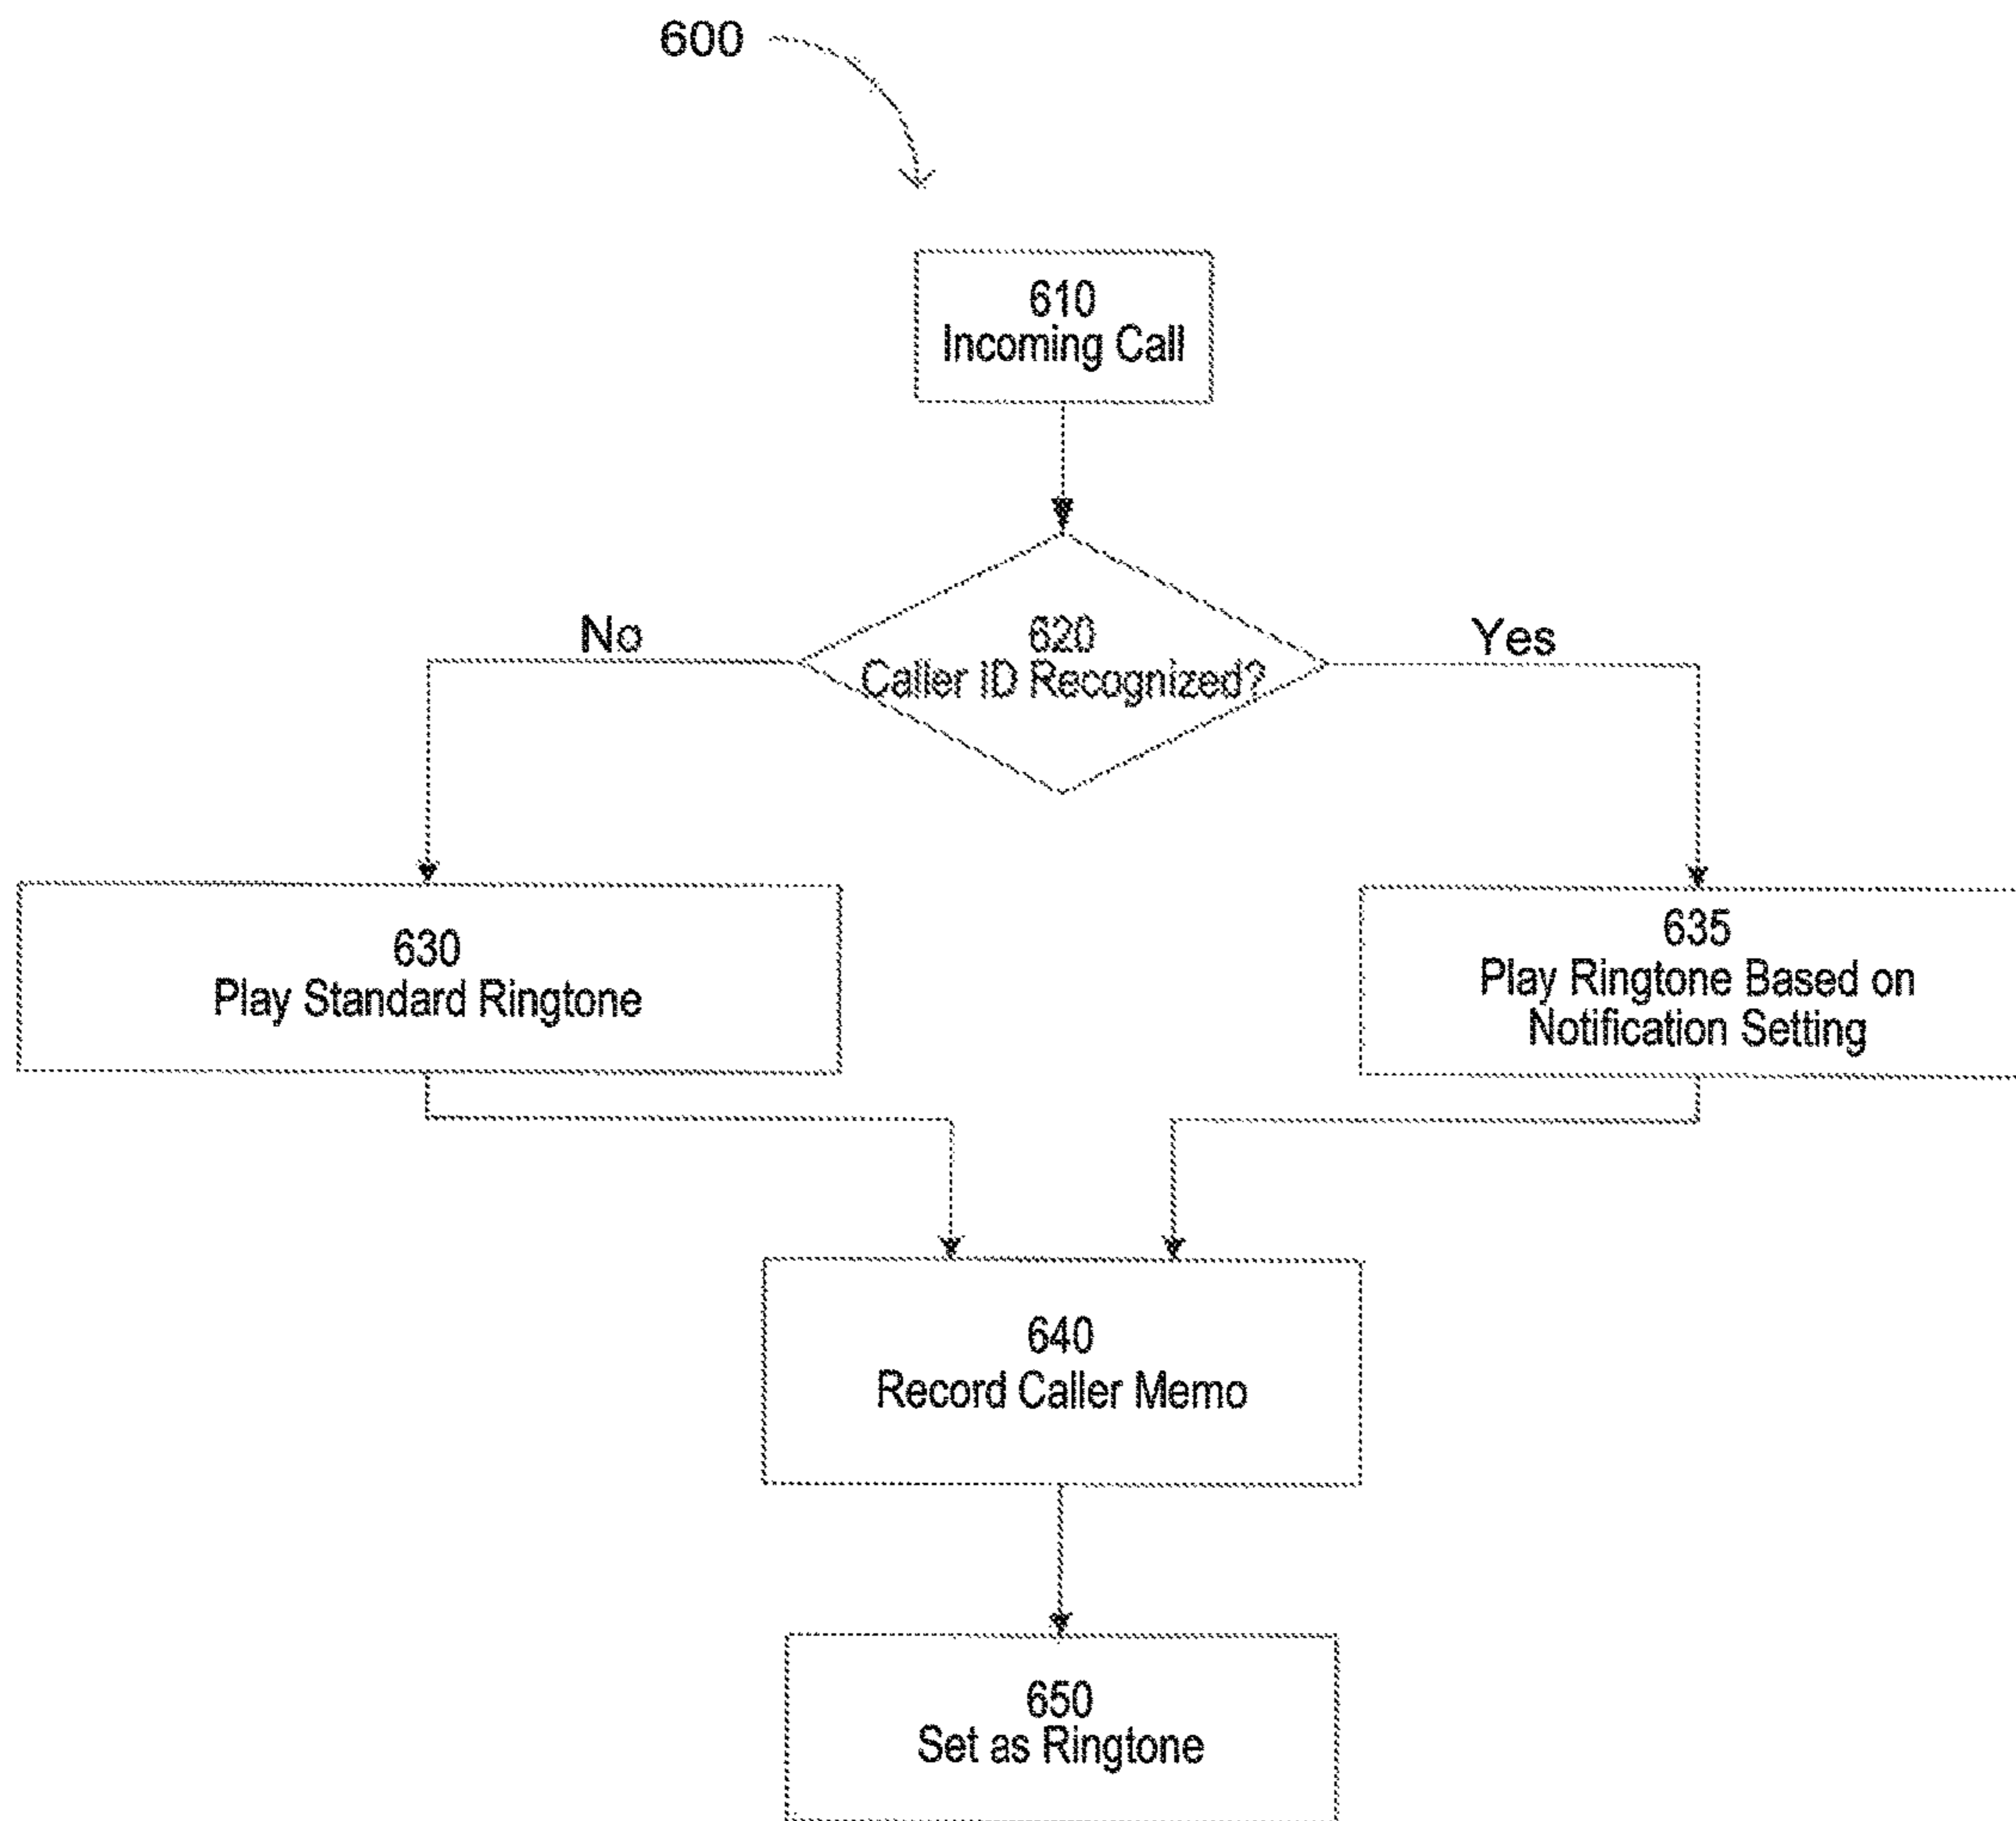 600
610
Incoming Call
620
Caller ID Recognized?
No
Yes
630
Play Standard Ringtone
635
Play Ringtone Based on
Notification Setting
640
Record Caller Memo
650
Set as Ringtone